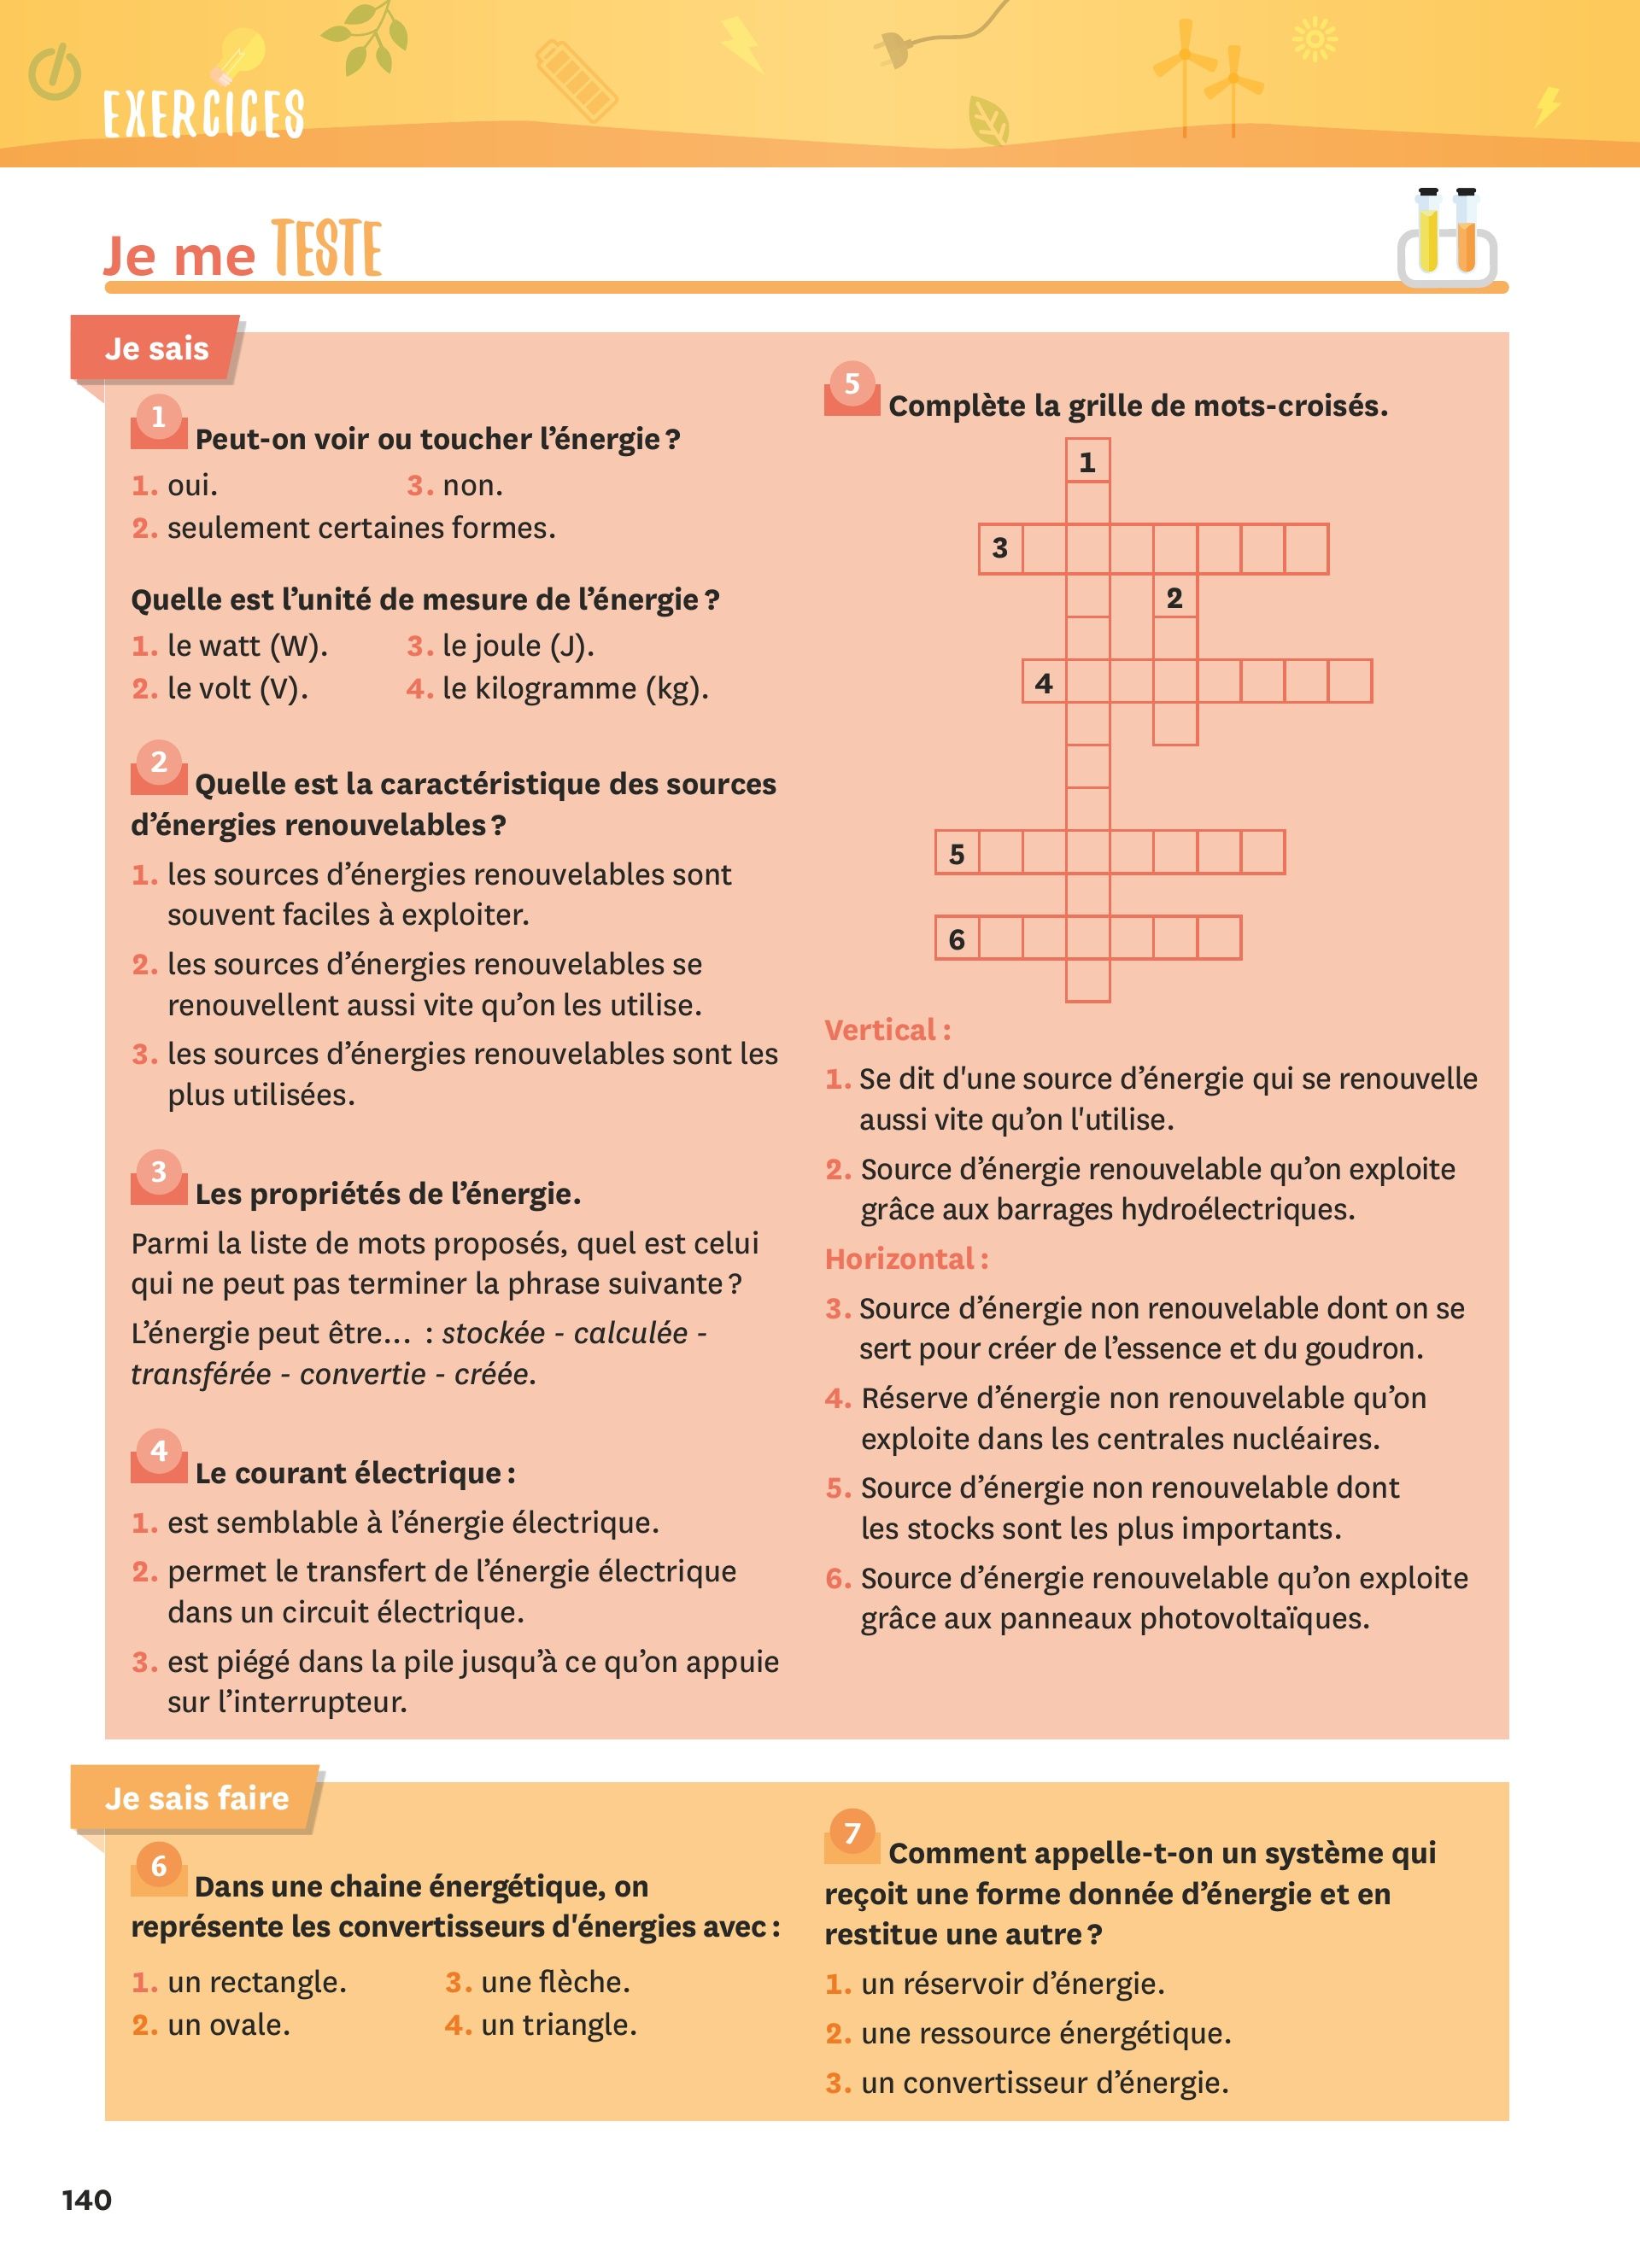 EXERCICES
Je me TESTE
Je sais
1 Peut-on voir ou toucher l’énergie ?
1. oui. 3. non.
2. seulement certaines formes.
Quelle est l’unité de mesure de l’énergie ?
1. le watt (W). 3. le joule (J).
2. le volt (V). 4. le kilogramme (kg).
2 Quelle est la caractéristique des sources
d’énergies renouvelables ?
1. les sources d’énergies renouvelables sont
souvent faciles à exploiter.
2. les sources d’énergies renouvelables se
renouvellent aussi vite qu’on les utilise.
3. les sources d’énergies renouvelables sont les
plus utilisées.
3 Les propriétés de l’énergie.
Parmi la liste de mots proposés, quel est celui
qui ne peut pas terminer la phrase suivante ?
L’énergie peut être... : stockée - calculée -
transférée - convertie - créée.
4 Le courant électrique :
1. est semblable à l’énergie électrique.
2. permet le transfert de l’énergie électrique
dans un circuit électrique.
3. est piégé dans la pile jusqu’à ce qu’on appuie
sur l’interrupteur.
5 Complète la grille de mots-croisés.
1
3
2
4
5
6
Vertical :
1. Se dit d'une source d’énergie qui se renouvelle
aussi vite qu’on l'utilise.
2. Source d’énergie renouvelable qu’on exploite
grâce aux barrages hydroélectriques.
Horizontal :
3. Source d’énergie non renouvelable dont on se
sert pour créer de l’essence et du goudron.
4. Réserve d’énergie non renouvelable qu’on
exploite dans les centrales nucléaires.
5. Source d’énergie non renouvelable dont
les stocks sont les plus importants.
6. Source d’énergie renouvelable qu’on exploite
grâce aux panneaux photovoltaïques.
Je sais faire
6 Dans une chaine énergétique, on
représente les convertisseurs d'énergies avec :
1. un rectangle. 3. une flèche.
2. un ovale. 4. un triangle.
7 Comment appelle-t-on un système qui
reçoit une forme donnée d’énergie et en
restitue une autre ?
1. un réservoir d’énergie.
2. une ressource énergétique.
3. un convertisseur d’énergie.
140